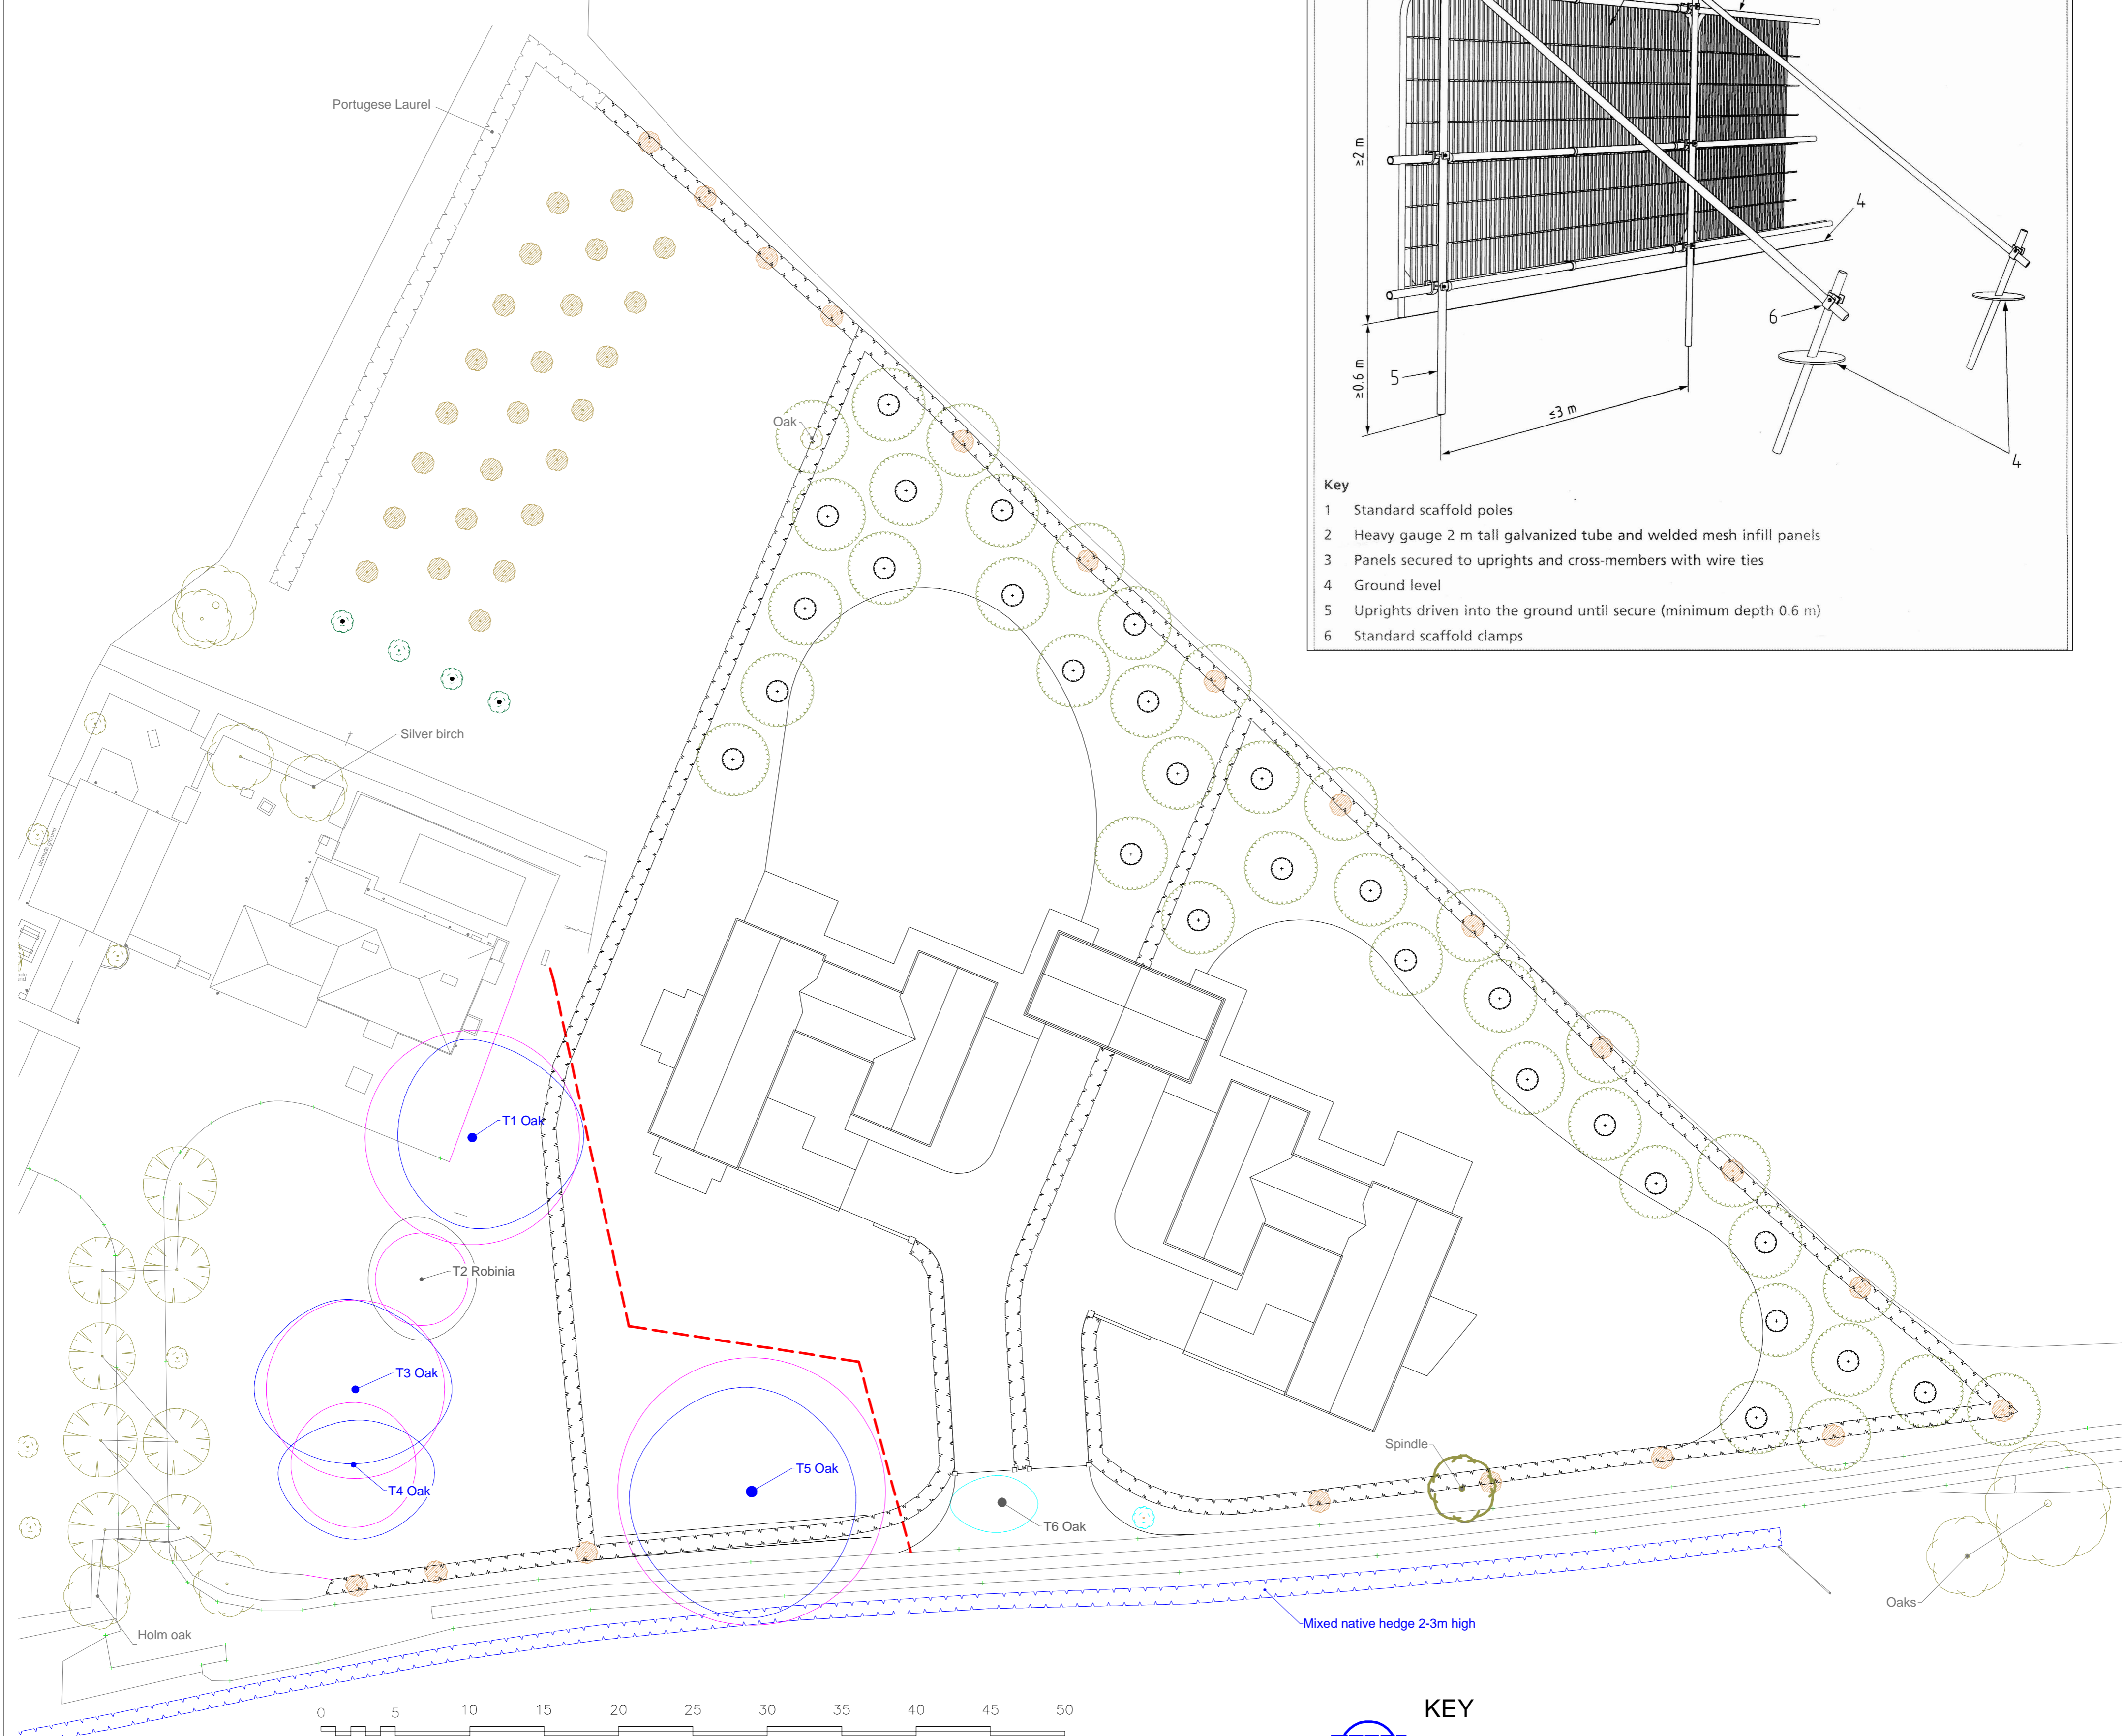 Portugese Laurel
≥2 m
4
6
≥0.6 m
5
≤3 m
4
Oak
Key
1 Standard scaffold poles
2 Heavy gauge 2 m tall galvanized tube and welded mesh infill panels
3 Panels secured to uprights and cross-members with wire ties
4 Ground level
5 Uprights driven into the ground until secure (minimum depth 0.6 m)
6 Standard scaffold clamps
Silver birch
Unmade ground
T1 Oak
T2 Robinia
T3 Oak
T4 Oak
T5 Oak
Spindle
T6 Oak
Oaks
Mixed native hedge 2-3m high
Holm oak
0 5 10 15 20 25 30 35 40 45 50
KEY